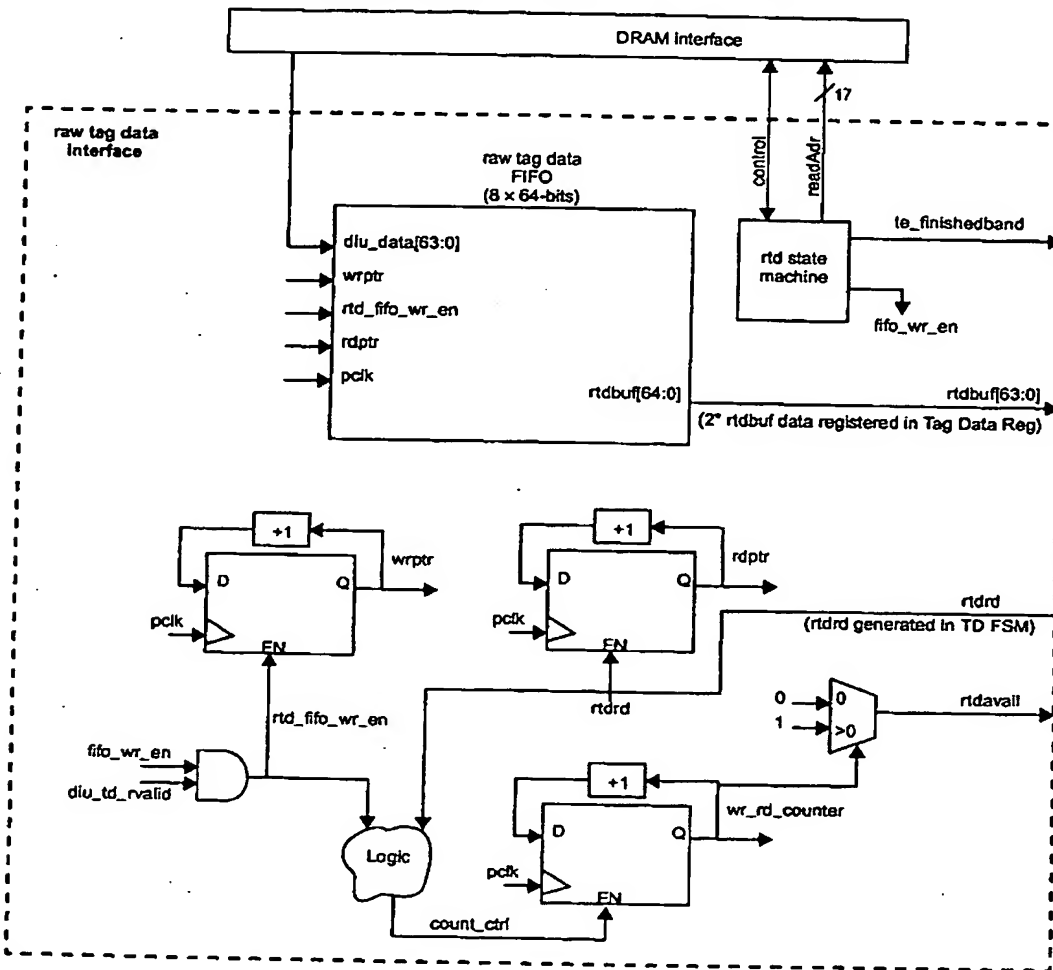 DRAM Interface
17
raw tag data
Interface
raw tag data
FIFO
(8 × 64-bits)
control
readAdr
diu_data[63:0]
wrptr
rtd_fifo_wr_en
rdptr
pclk
rtdbuf[64:0]
rtd state
machine
te_finishedband
fifo_wr_en
rtdbuf[63:0]
(2* rtdbuf data registered in Tag Data Reg)
+1
wrptr
D
Q
pclk
EN
+1
rdptr
D
Q
pclk
EN
rtdrd
rtdrd
(rtdrd generated in TD FSM)
rtd_fifo_wr_en
fifo_wr_en
diu_td_rvalid
0
0
1
>0
rtdavail
Logic
+1
wr_rd_counter
D
Q
pclk
EN
count_ctrl